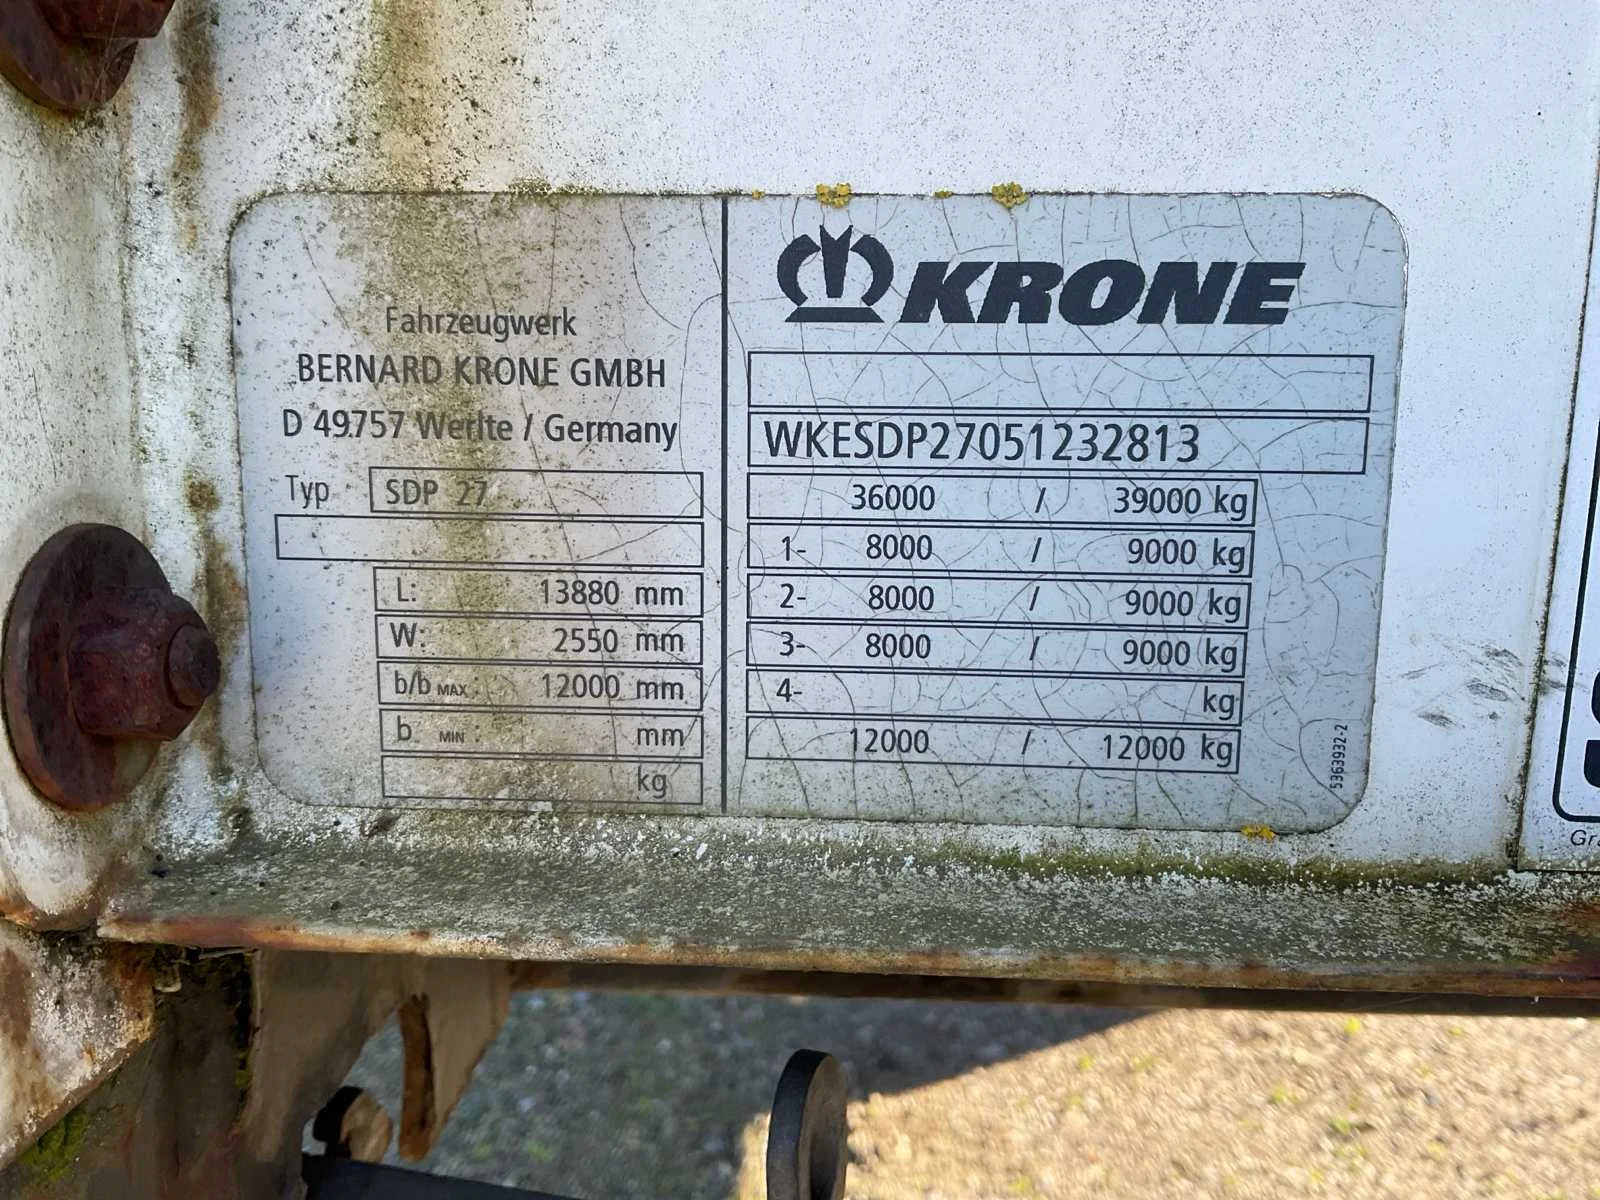 Fahrzeugwerk
BERNARD KRONE GMBH
D 49757 Werlte / Germany
Typ SDP 27
L: 13880 mm
W: 2550 mm
b/b MAX : 12000 mm
b MIN : mm
kg
KRONE
WKESDP27051232813
36000 / 39000 kg
1- 8000 / 9000 kg
2- 8000 / 9000 kg
3- 8000 / 9000 kg
4- kg
12000 / 12000 kg
5363932-2